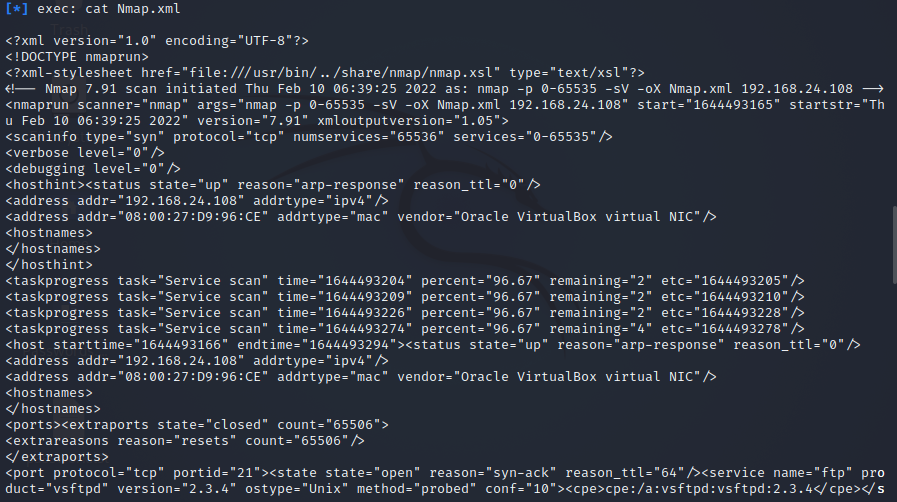 [*] exec: cat Nmap.xml
<?xml version="1.0" encoding="UTF-8"?>
<!DOCTYPE nmaprun>
<?xml-stylesheet href="file:///usr/bin/../share/nmap/nmap.xsl" type="text/xsl"?>
<!-- Nmap 7.91 scan initiated Thu Feb 10 06:39:25 2022 as: nmap -p 0-65535 -sV -oX Nmap.xml 192.168.24.108 -->
<nmaprun scanner="nmap" args="nmap -p 0-65535 -sV -oX Nmap.xml 192.168.24.108" start="1644493165" startstr="Th
u Feb 10 06:39:25 2022" version="7.91" xmloutputversion="1.05">
<scaninfo type="syn" protocol="tcp" numservices="65536" services="0-65535"/>
<verbose level="0"/>
<debugging level="0"/>
<hosthint><status state="up" reason="arp-response" reason_ttl="0"/>
<address addr="192.168.24.108" addrtype="ipv4"/>
<address addr="08:00:27:D9:96:CE" addrtype="mac" vendor="Oracle VirtualBox virtual NIC"/>
<hostnames>
</hostnames>
</hosthint>
<taskprogress task="Service scan" time="1644493204" percent="96.67" remaining="2" etc="1644493205"/>
<taskprogress task="Service scan" time="1644493209" percent="96.67" remaining="2" etc="1644493210"/>
<taskprogress task="Service scan" time="1644493226" percent="96.67" remaining="2" etc="1644493228"/>
<taskprogress task="Service scan" time="1644493274" percent="96.67" remaining="4" etc="1644493278"/>
<host starttime="1644493166" endtime="1644493294"><status state="up" reason="arp-response" reason_ttl="0"/>
<address addr="192.168.24.108" addrtype="ipv4"/>
<address addr="08:00:27:D9:96:CE" addrtype="mac" vendor="Oracle VirtualBox virtual NIC"/>
<hostnames>
</hostnames>
<ports><extraports state="closed" count="65506">
<extrareasons reason="resets" count="65506"/>
</extraports>
<port protocol="tcp" portid="21"><state state="open" reason="syn-ack" reason_ttl="64"/><service name="ftp" pro
duct="vsftpd" version="2.3.4" ostype="Unix" method="probed" conf="10"><cpe>cpe:/a:vsftpd:vsftpd:2.3.4</cpe></s